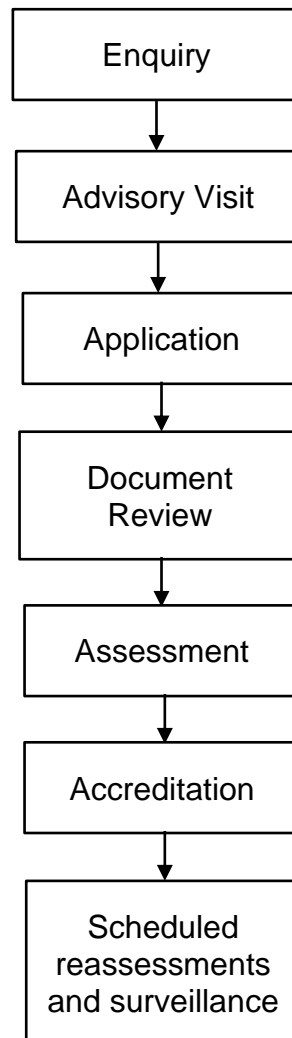 Enquiry
Advisory Visit
Application
Document
Review
Assessment
Accreditation
Scheduled
reassessments
and surveillance